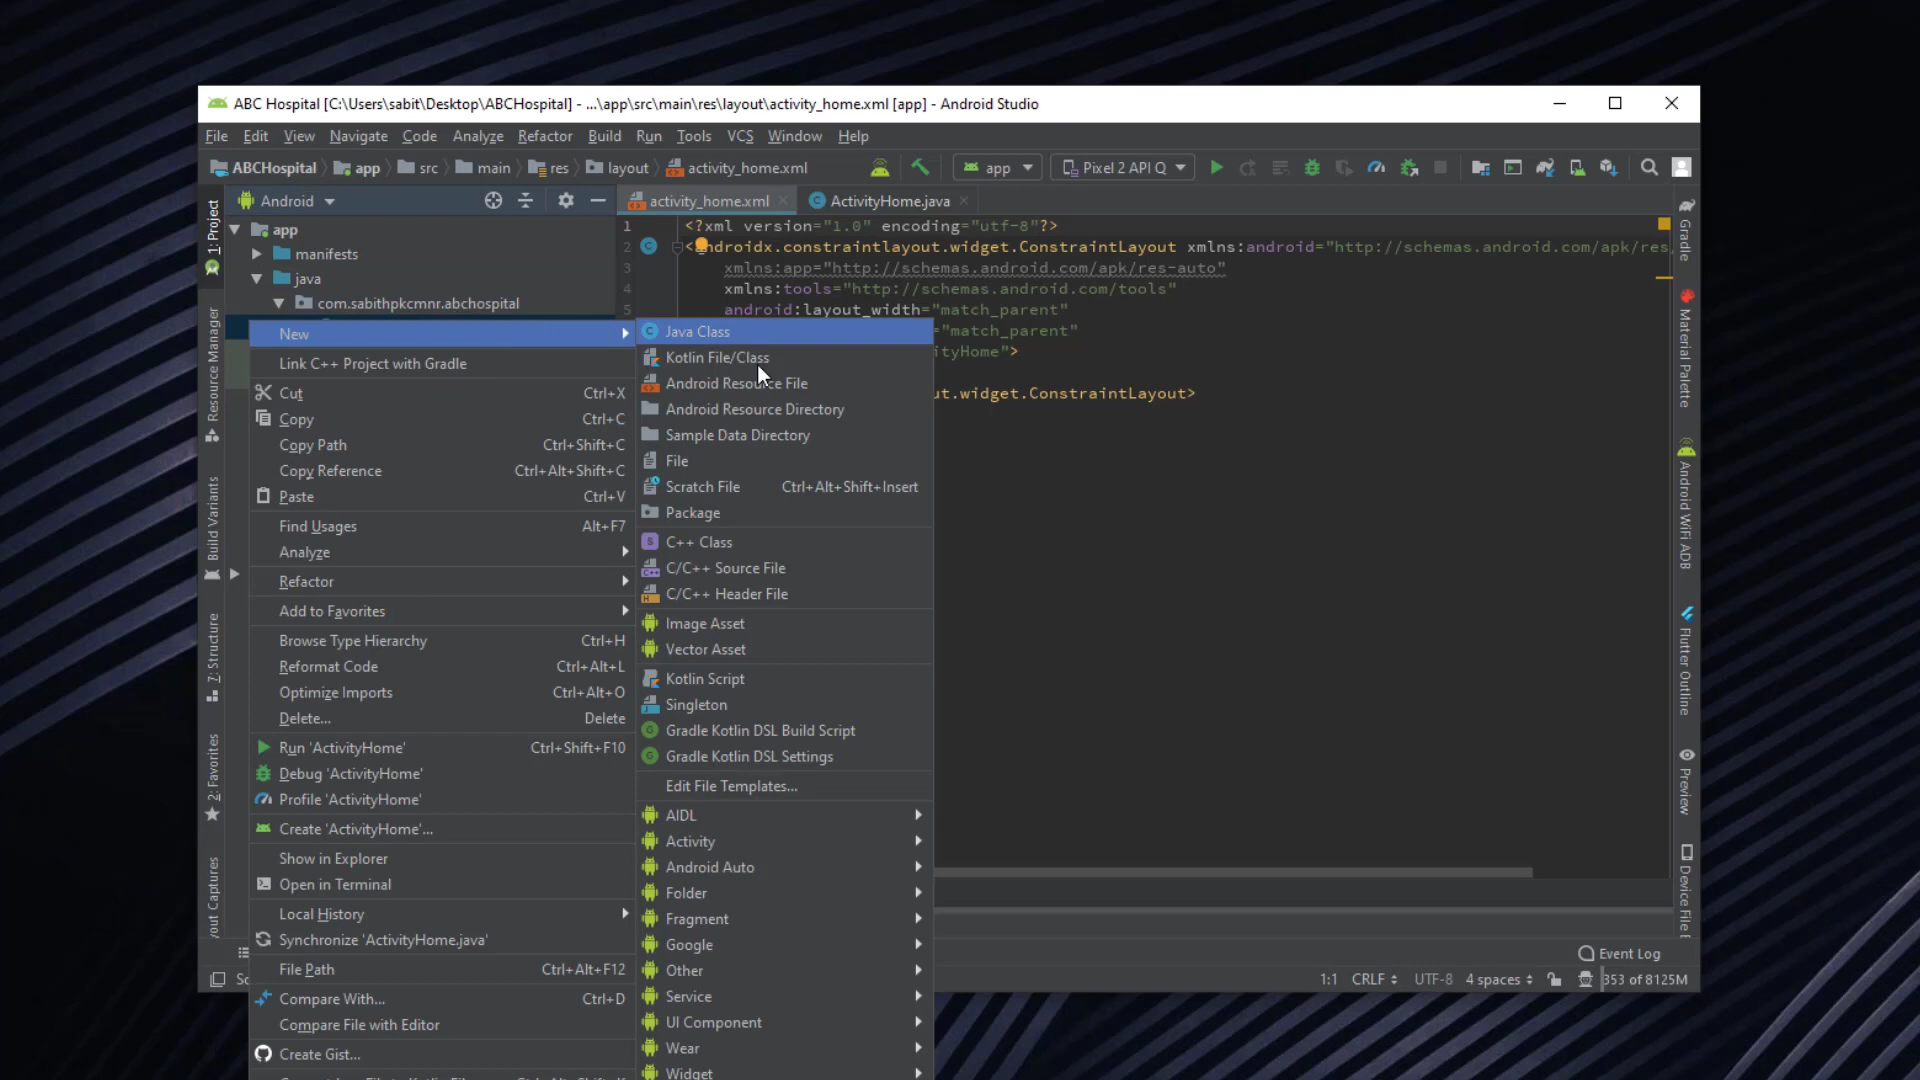 ABC Hospital [C:\Users\sabit\Desktop\ABCHospital] - ...\app\src\main\res\layout\activity_home.xml [app] - Android Studio
File Edit View Navigate Code Analyze Refactor Build Run Tools VCS Window Help
ABCHospital app src main res layout activity_home.xml app Pixel 2 API Q
1: Project
Resource Manager
Build Variants
7: Structure
2: Favorites
Android
app
manifests
java
com.sabithpkcmnr.abchospital
activity_home.xml ActivityHome.java
1 <?xml version="1.0" encoding="utf-8"?>
2 xmlns:android="http://schemas.android.com/apk/res
3 xmlns:app="http://schemas.android.com/apk/res-auto"
4 xmlns:tools="http://schemas.android.com/tools"
5 android:layout_width="match_parent"
="match_parent"
ityHome">
ut.widget.ConstraintLayout>
New
Link C++ Project with Gradle
Cut Ctrl+X
Copy Ctrl+C
Copy Path Ctrl+Shift+C
Copy Reference Ctrl+Alt+Shift+C
Paste Ctrl+V
Find Usages Alt+F7
Analyze
Refactor
Add to Favorites
Browse Type Hierarchy Ctrl+H
Reformat Code Ctrl+Alt+L
Optimize Imports Ctrl+Alt+O
Delete... Delete
Run 'ActivityHome' Ctrl+Shift+F10
Debug 'ActivityHome'
Profile 'ActivityHome'
Create 'ActivityHome'...
Show in Explorer
Open in Terminal
Local History
Synchronize 'ActivityHome.java'
File Path Ctrl+Alt+F12
Compare With... Ctrl+D
Compare File with Editor
Create Gist...
Java Class
Kotlin File/Class
Android Resource File
Android Resource Directory
Sample Data Directory
File
Scratch File Ctrl+Alt+Shift+Insert
Package
C++ Class
C/C++ Source File
C/C++ Header File
Image Asset
Vector Asset
Kotlin Script
Singleton
Gradle Kotlin DSL Build Script
Gradle Kotlin DSL Settings
Edit File Templates...
AIDL
Activity
Android Auto
Folder
Fragment
Google
Other
Service
UI Component
Wear
Widget
Gradle
Material Palette
Android WiFi ADB
Flutter Outline
Preview
Device File
Event Log
1:1 CRLF UTF-8 4 spaces 353 of 8125M